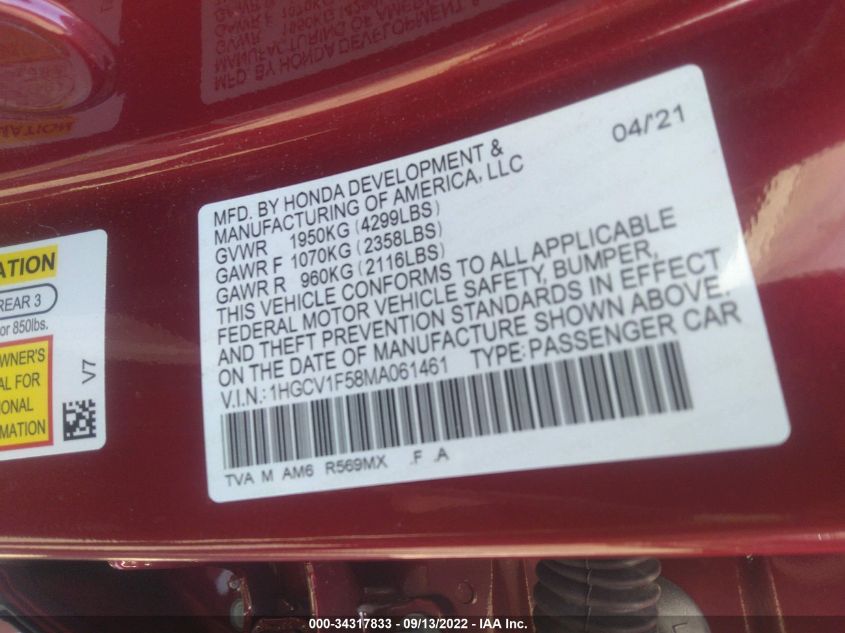 MFD. BY HONDA DEVELOPMENT & 04/'21
MANUFACTURING OF AMERICA, LLC
GVWR 1950KG (4299LBS)
GAWR F 1070KG (2358LBS)
GAWR R 960KG (2116LBS)
THIS VEHICLE CONFORMS TO ALL APPLICABLE
FEDERAL MOTOR VEHICLE SAFETY, BUMPER,
AND THEFT PREVENTION STANDARDS IN EFFECT
ON THE DATE OF MANUFACTURE SHOWN ABOVE.
V.I.N.:1HGCV1F58MA061461 TYPE:PASSENGER CAR
TVA M AM6 R569MX .F .A
ATION
REAR 3
or 850lbs.
OWNER'S
AL FOR
IONAL
RMATION
V7
000-34317833 - 09/13/2022 - IAA Inc.